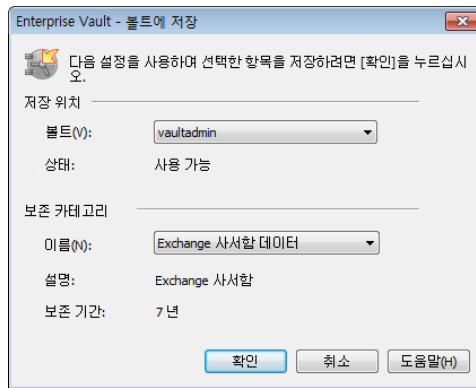 Enterprise Vault - 볼트에 저장
다음 설정을 사용하여 선택한 항목을 저장하려면 [확인]을 누르십시
오.
저장 위치
볼트(V): vaultadmin
상태: 사용 가능
보존 카테고리
이름(N): Exchange 사서함 데이터
설명: Exchange 사서함
보존 기간: 7 년
확인 취소 도움말(H)